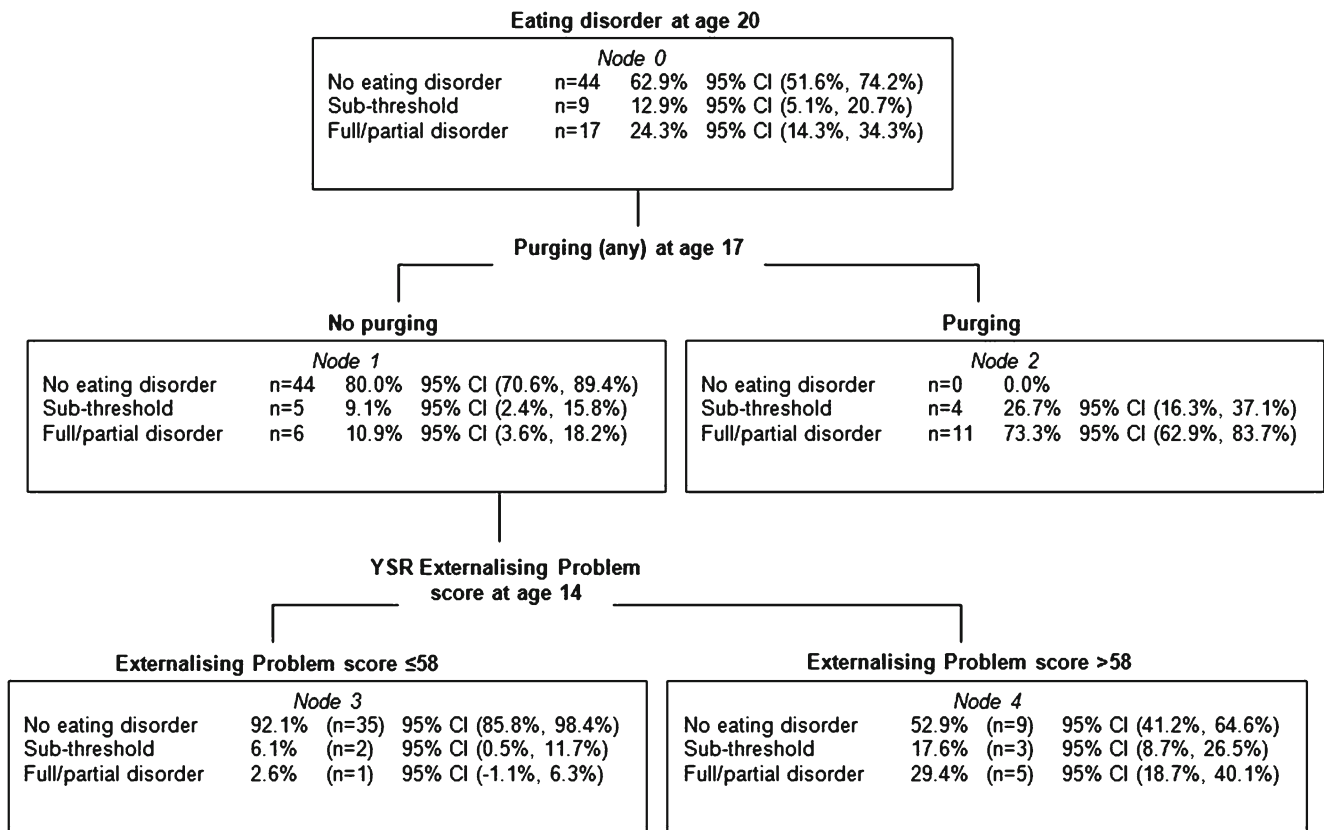 Eating disorder at age 20
Node 0
No eating disorder n=44 62.9% 95% CI (51.6%, 74.2%)
Sub-threshold n=9 12.9% 95% CI (5.1%, 20.7%)
Full/partial disorder n=17 24.3% 95% CI (14.3%, 34.3%)
Purging (any) at age 17
No purging
Node 1
No eating disorder n=44 80.0% 95% CI (70.6%, 89.4%)
Sub-threshold n=5 9.1% 95% CI (2.4%, 15.8%)
Full/partial disorder n=6 10.9% 95% CI (3.6%, 18.2%)
Purging
Node 2
No eating disorder n=0 0.0%
Sub-threshold n=4 26.7% 95% CI (16.3%, 37.1%)
Full/partial disorder n=11 73.3% 95% CI (62.9%, 83.7%)
YSR Externalising Problem
score at age 14
Externalising Problem score ≤58
Node 3
No eating disorder 92.1% (n=35) 95% CI (85.8%, 98.4%)
Sub-threshold 6.1% (n=2) 95% CI (0.5%, 11.7%)
Full/partial disorder 2.6% (n=1) 95% CI (-1.1%, 6.3%)
Externalising Problem score >58
Node 4
No eating disorder 52.9% (n=9) 95% CI (41.2%, 64.6%)
Sub-threshold 17.6% (n=3) 95% CI (8.7%, 26.5%)
Full/partial disorder 29.4% (n=5) 95% CI (18.7%, 40.1%)